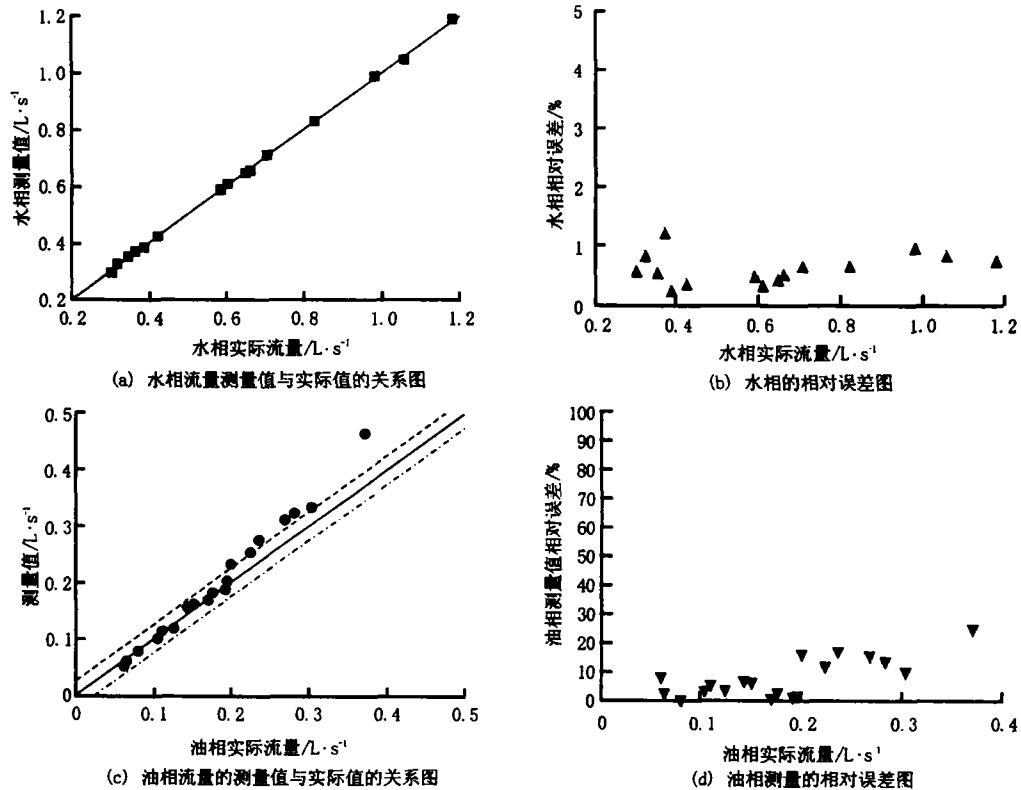 1.2
1.0
0.8
0.6
0.4
0.2
水相测量值/L·s⁻¹
0.2 0.4 0.6 0.8 1.0 1.2
水相实际流量/L·s⁻¹
(a) 水相流量测量值与实际值的关系图
5
4
3
2
1
0
水相相对误差/%
0.2 0.4 0.6 0.8 1.0 1.2
水相实际流量/L·s⁻¹
(b) 水相的相对误差图
0.5
0.4
0.3
0.2
0.1
0
测量值/L·s⁻¹
0 0.1 0.2 0.3 0.4 0.5
油相实际流量/L·s⁻¹
(c) 油相流量的测量值与实际值的关系图
100
90
80
70
60
50
40
30
20
10
0
油相测量值相对误差/%
0 0.1 0.2 0.3 0.4
油相实际流量/L·s¹
(d) 油相测量的相对误差图